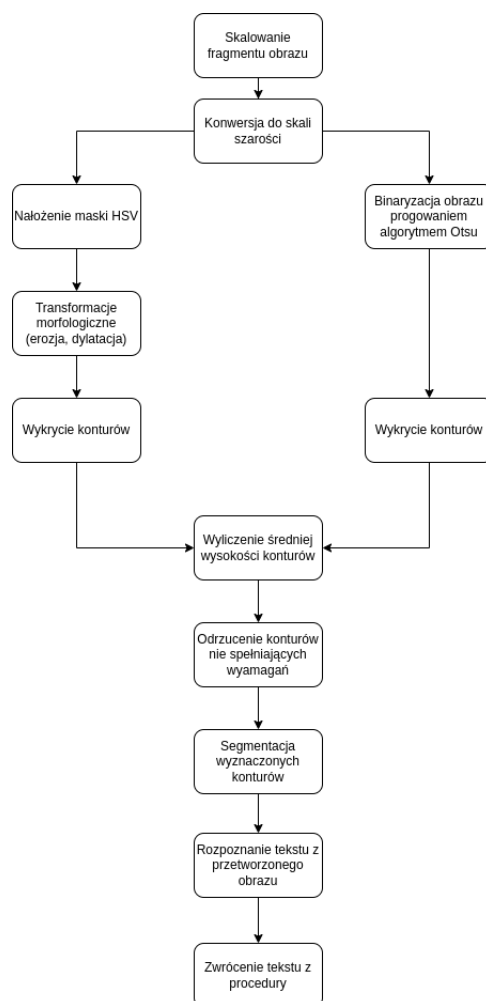 Skalowanie
fragmentu obrazu
Konwersja do skali
szarości
Nałożenie maski HSV
Binaryzacja obrazu
progowaniem
algorytmem Otsu
Transformacje
morfologiczne
(erozja, dylatacja)
Wykrycie konturów
Wykrycie konturów
Wyliczenie średniej
wysokości konturów
Odrzucenie konturów
nie spełniających
wyamagań
Segmentacja
wyznaczonych
konturów
Rozpoznanie tekstu z
przetworzonego
obrazu
Zwrócenie tekstu z
procedury